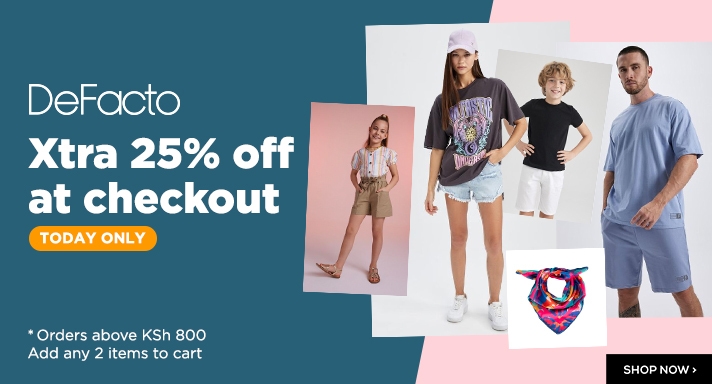 DeFacto
Xtra 25% off
at checkout
TODAY ONLY
* Orders above KSh 800
Add any 2 items to cart
SHOP NOW ›